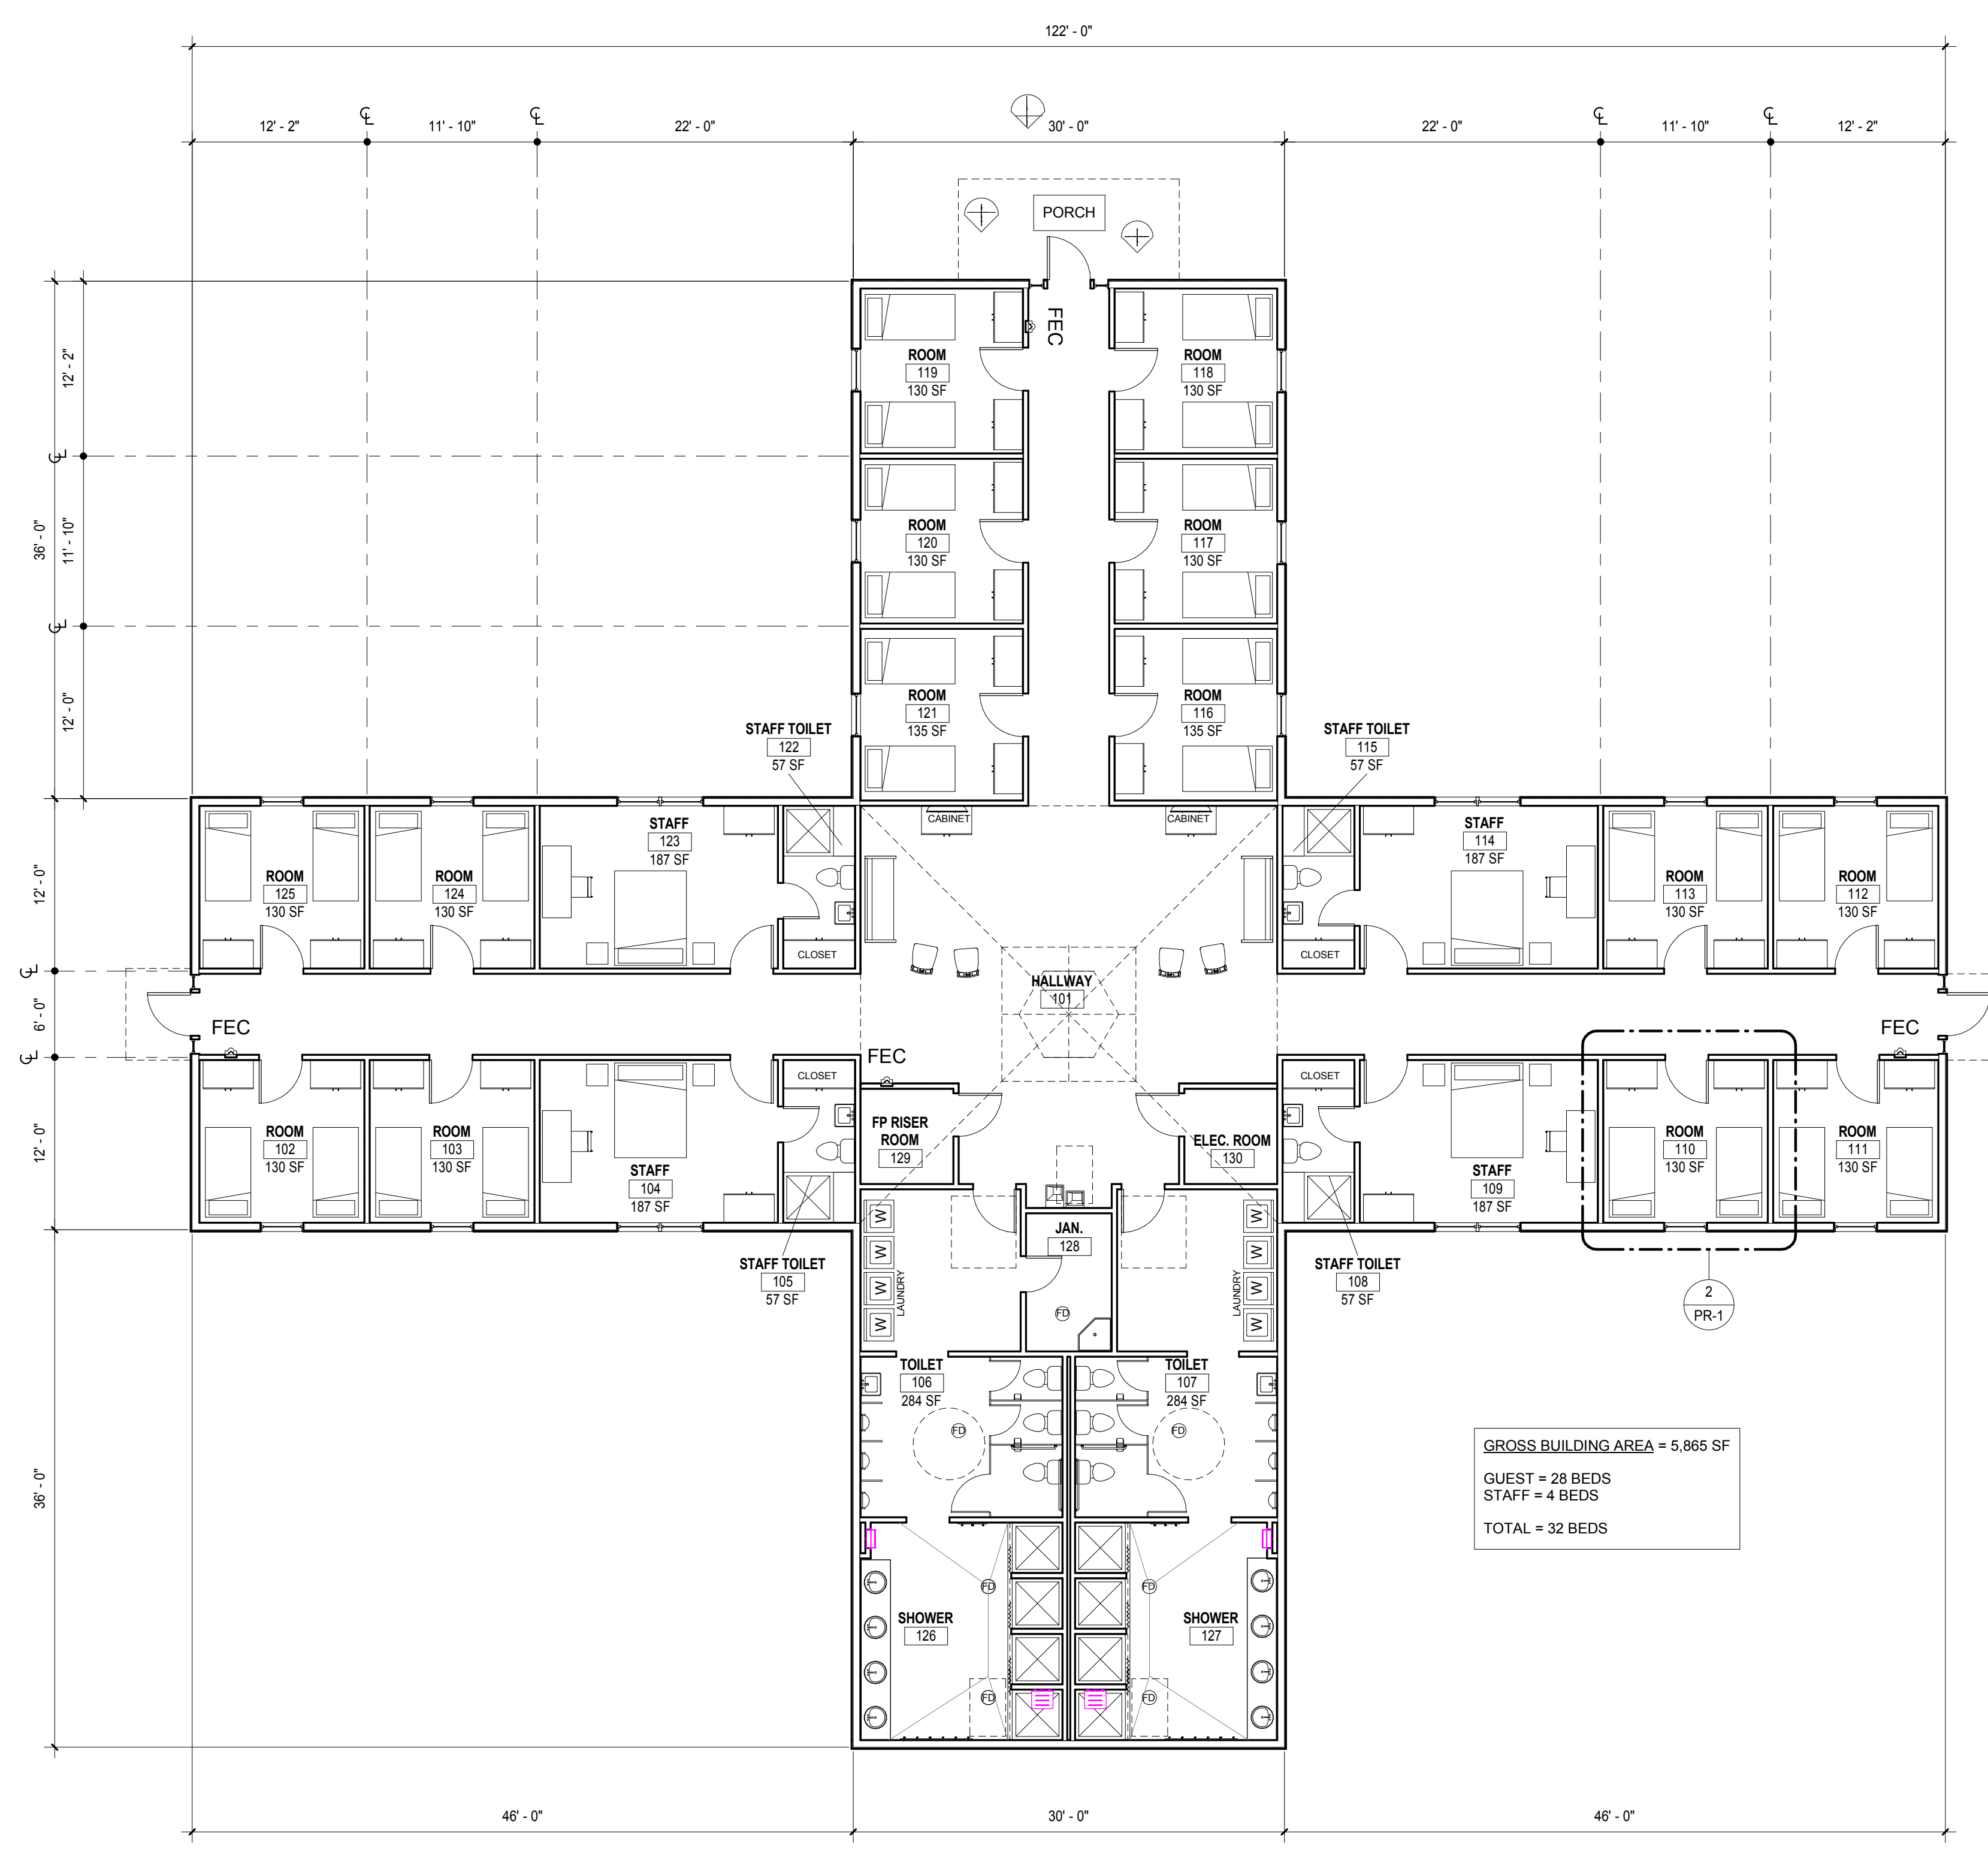 122' - 0"
12' - 2"
11' - 10"
22' - 0"
30' - 0"
22' - 0"
11' - 10"
12' - 2"
PORCH
FEC
36' - 0"
12' - 2"
11' - 10"
12' - 0"
ROOM
119
130 SF
ROOM
118
130 SF
ROOM
120
130 SF
ROOM
117
130 SF
ROOM
121
135 SF
ROOM
116
135 SF
STAFF TOILET
122
57 SF
STAFF TOILET
115
57 SF
12' - 0"
6' - 0"
12' - 0"
ROOM
125
130 SF
ROOM
124
130 SF
STAFF
123
187 SF
CLOSET
CABINET
CABINET
HALLWAY
101
STAFF
114
187 SF
CLOSET
ROOM
113
130 SF
ROOM
112
130 SF
FEC
FEC
FEC
ROOM
102
130 SF
ROOM
103
130 SF
STAFF
104
187 SF
CLOSET
FP RISER
ROOM
129
ELEC. ROOM
130
CLOSET
STAFF
109
187 SF
ROOM
110
130 SF
ROOM
111
130 SF
STAFF TOILET
105
57 SF
STAFF TOILET
108
57 SF
2
PR-1
W
W
W
W
LAUNDRY
JAN.
128
FD
W
W
W
W
LAUNDRY
36' - 0"
TOILET
106
284 SF
FD
TOILET
107
284 SF
FD
GROSS BUILDING AREA = 5,865 SF
GUEST = 28 BEDS
STAFF = 4 BEDS
TOTAL = 32 BEDS
FD
FD
SHOWER
126
SHOWER
127
FD
FD
46' - 0"
30' - 0"
46' - 0"